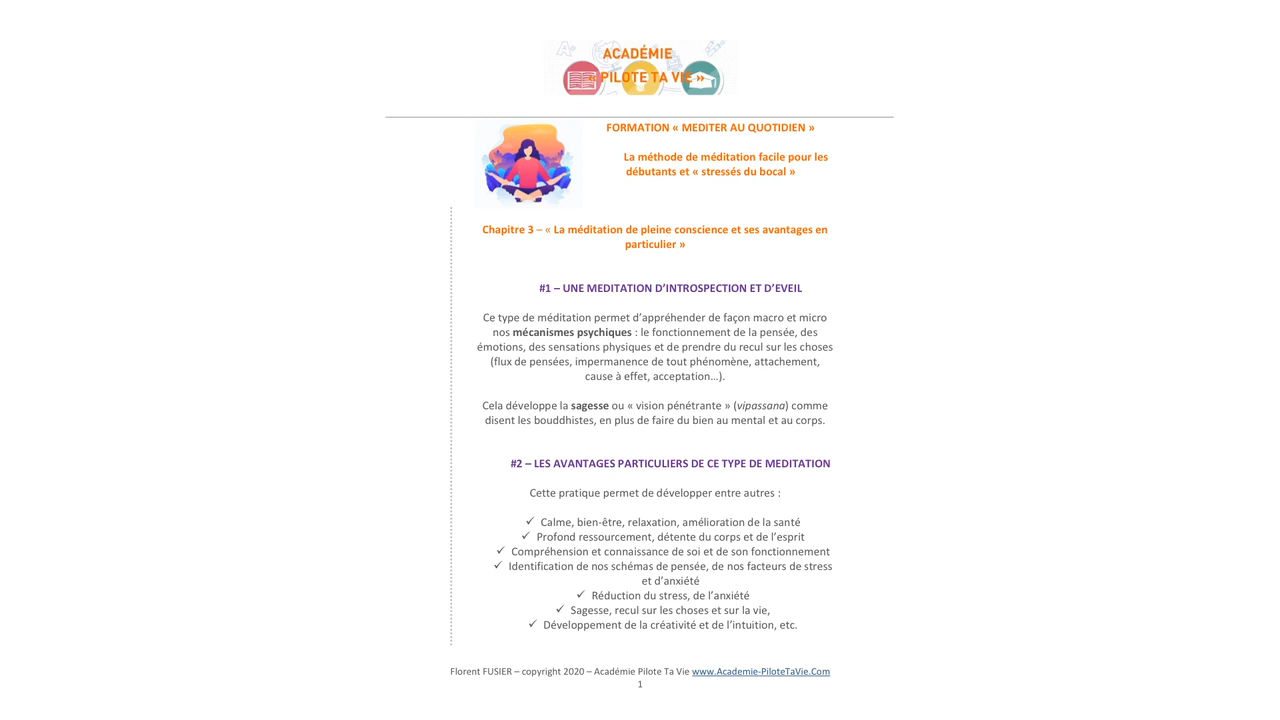 ACADÉMIE
« PILOTE TA VIE »
FORMATION « MEDITER AU QUOTIDIEN »
La méthode de méditation facile pour les
débutants et « stressés du bocal »
Chapitre 3 – « La méditation de pleine conscience et ses avantages en
particulier »
#1 – UNE MEDITATION D’INTROSPECTION ET D’EVEIL
Ce type de méditation permet d’appréhender de façon macro et micro
nos mécanismes psychiques : le fonctionnement de la pensée, des
émotions, des sensations physiques et de prendre du recul sur les choses
(flux de pensées, impermanence de tout phénomène, attachement,
cause à effet, acceptation…).
Cela développe la sagesse ou « vision pénétrante » (vipassana) comme
disent les bouddhistes, en plus de faire du bien au mental et au corps.
#2 – LES AVANTAGES PARTICULIERS DE CE TYPE DE MEDITATION
Cette pratique permet de développer entre autres :
✓ Calme, bien-être, relaxation, amélioration de la santé
✓ Profond ressourcement, détente du corps et de l’esprit
✓ Compréhension et connaissance de soi et de son fonctionnement
✓ Identification de nos schémas de pensée, de nos facteurs de stress
et d’anxiété
✓ Réduction du stress, de l’anxiété
✓ Sagesse, recul sur les choses et sur la vie,
✓ Développement de la créativité et de l’intuition, etc.
Florent FUSIER – copyright 2020 – Académie Pilote Ta Vie www.Academie-PiloteTaVie.Com
1